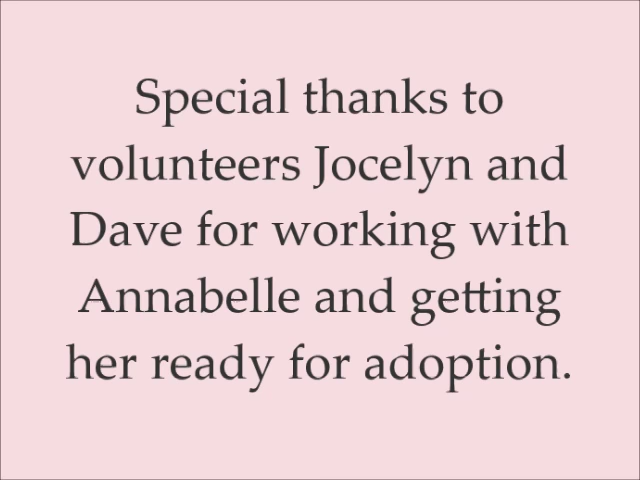 Special thanks to
volunteers Jocelyn and
Dave for working with
Annabelle and getting
her ready for adoption.